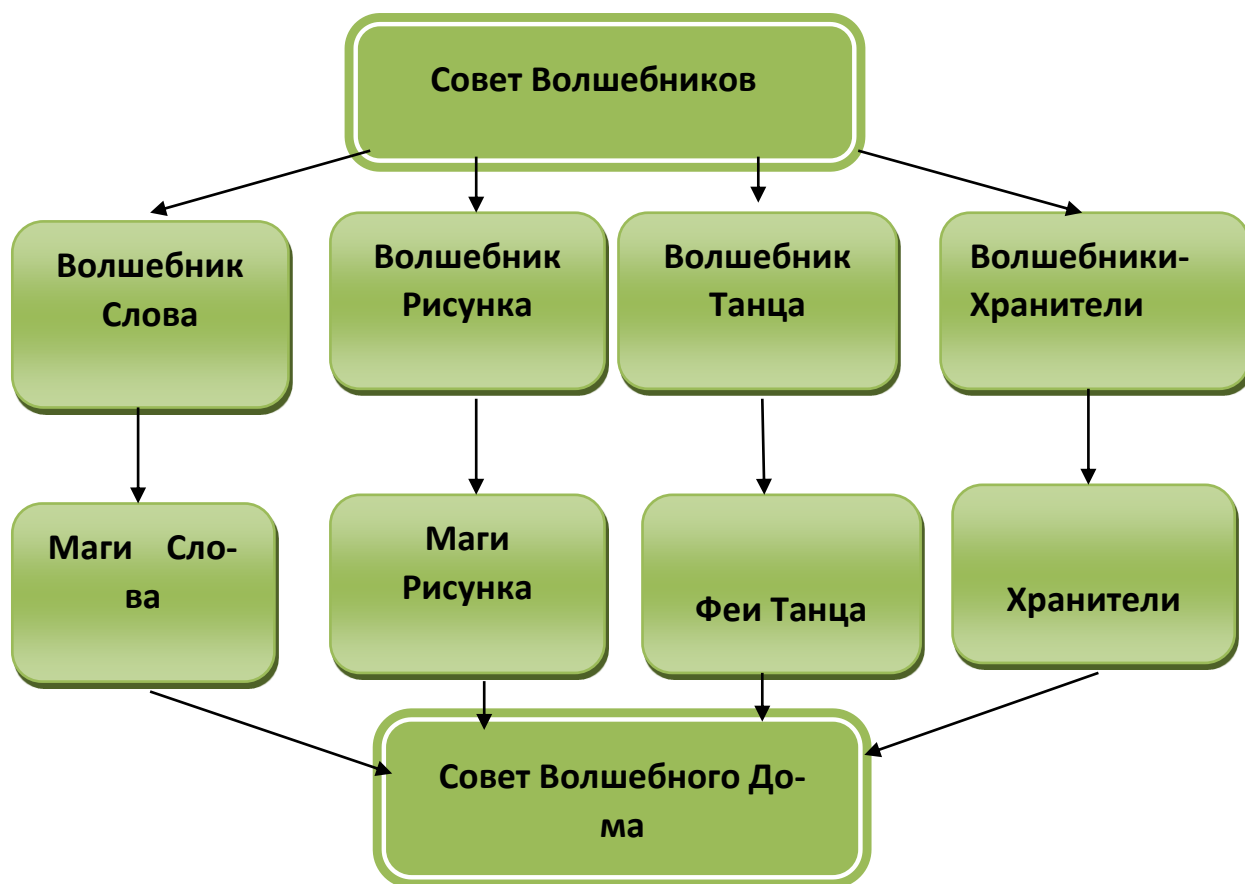 Совет Волшебников
Волшебник
Слова
Волшебник
Рисунка
Волшебник
Танца
Волшебники-
Хранители
Маги Сло-
ва
Маги
Рисунка
Феи Танца
Хранители
Совет Волшебного До-
ма